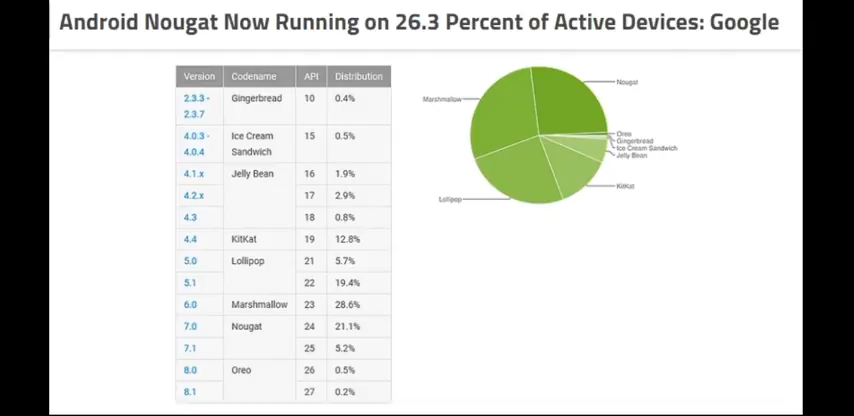 Android Nougat Now Running on 26.3 Percent of Active Devices: Google
Version Codename API Distribution
2.3.3 - Gingerbread 10 0.4%
2.3.7
4.0.3 - Ice Cream 15 0.5%
4.0.4 Sandwich
4.1.x Jelly Bean 16 1.9%
4.2.x 17 2.9%
4.3 18 0.8%
4.4 KitKat 19 12.8%
5.0 Lollipop 21 5.7%
5.1 22 19.4%
6.0 Marshmallow 23 28.6%
7.0 Nougat 24 21.1%
7.1 25 5.2%
8.0 Oreo 26 0.5%
8.1 27 0.2%
Nougat
Marshmallow
Oreo
Gingerbread
Ice Cream Sandwich
Jelly Bean
KitKat
Lollipop